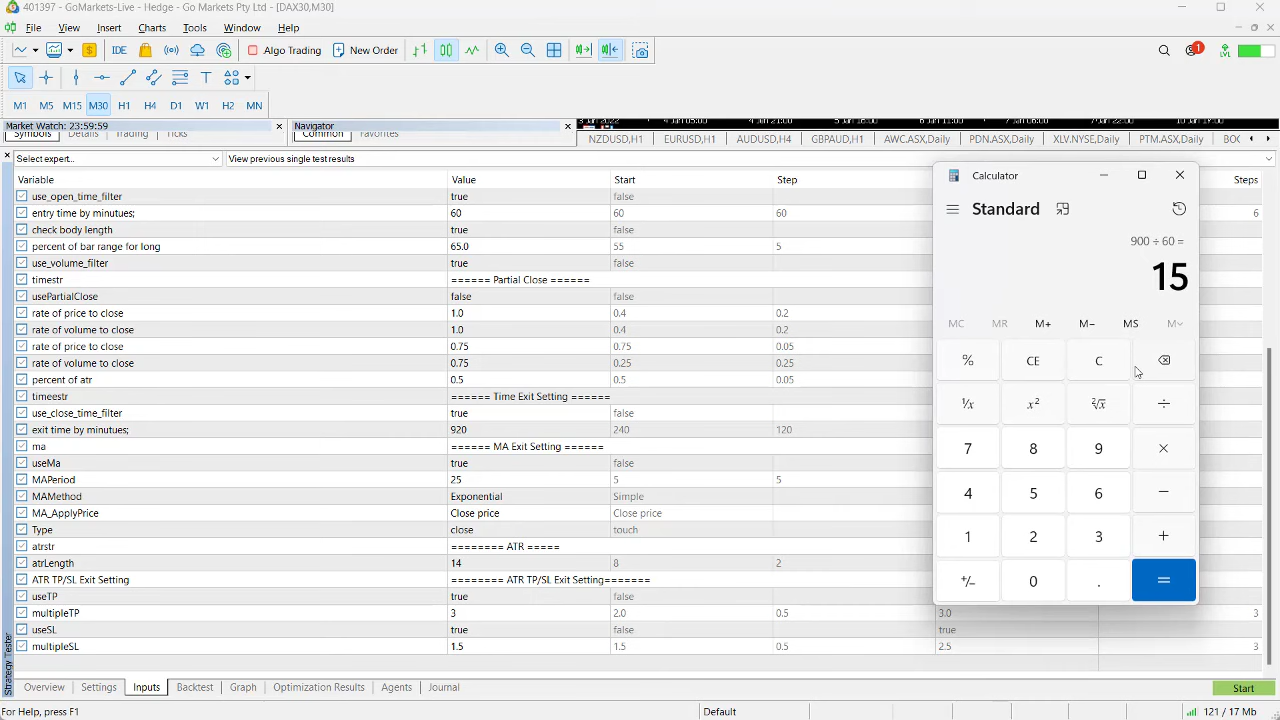 401397 - GoMarkets-Live - Hedge - Go Markets Pty Ltd - [DAX30,M30]
File View Insert Charts Tools Window Help
IDE Algo Trading New Order 1 LVL
M1 M5 M15 M30 H1 H4 D1 W1 H2 MN
Market Watch: 23:59:59 Navigator
Symbols Details Trading Ticks Common Favorites
NZDUSD,H1 EURUSD,H1 AUDUSD,H4 GBPAUD,H1 AWC.ASX,Daily PDN.ASX,Daily XLV.NYSE,Daily PTM.ASX,Daily BOC
Select expert... View previous single test results
Variable Value Start Step Steps
use_open_time_filter true false
entry time by minutues; 60 60 60 6
check body length true false
percent of bar range for long 65.0 55 5
use_volume_filter true false
timestr ====== Partial Close ======
usePartialClose false false
rate of price to close 1.0 0.4 0.2
rate of volume to close 1.0 0.4 0.2
rate of price to close 0.75 0.75 0.05
rate of volume to close 0.75 0.25 0.25
percent of atr 0.5 0.5 0.05
timeestr ====== Time Exit Setting ======
use_close_time_filter true false
exit time by minutues; 920 240 120
ma ====== MA Exit Setting ======
useMa true false
MAPeriod 25 5 5
MAMethod Exponential Simple
MA_ApplyPrice Close price Close price
Type close touch
atrstr ======== ATR =====
atrLength 14 8 2
ATR TP/SL Exit Setting ======== ATR TP/SL Exit Setting=======
useTP true false
multipleTP 3 2.0 0.5 3.0 3
useSL true false true
multipleSL 1.5 1.5 0.5 2.5 3
Calculator
Standard
900 ÷ 60 =
15
MC MR M+ M− MS M
% CE C
¹/x x² ²√x ÷
7 8 9 ×
4 5 6 −
1 2 3 +
+/− 0 . =
Strategy Tester
Overview Settings Inputs Backtest Graph Optimization Results Agents Journal Start
For Help, press F1 Default 121 / 17 Mb